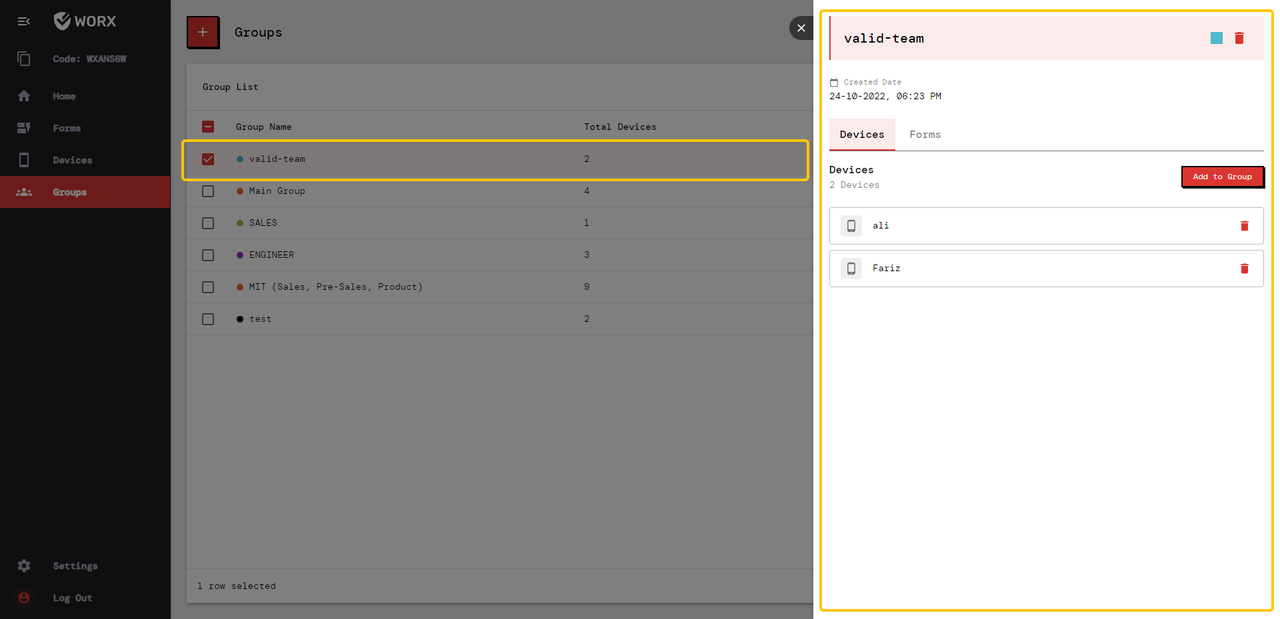 WORX
Code: WXANS6W
Home
Forms
Devices
Groups
Settings
Log Out
Groups
Group List
Group Name Total Devices
valid-team 2
Main Group 4
SALES 1
ENGINEER 3
MIT (Sales, Pre-Sales, Product) 9
test 2
1 row selected
valid-team
Created Date
24-10-2022, 06:23 PM
Devices Forms
Devices
2 Devices
Add to Group
ali
Fariz